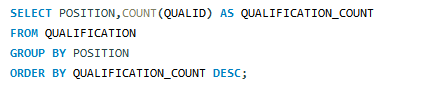 SELECT POSITION,COUNT(QUALID) AS QUALIFICATION_COUNT
FROM QUALIFICATION
GROUP BY POSITION
ORDER BY QUALIFICATION_COUNT DESC;